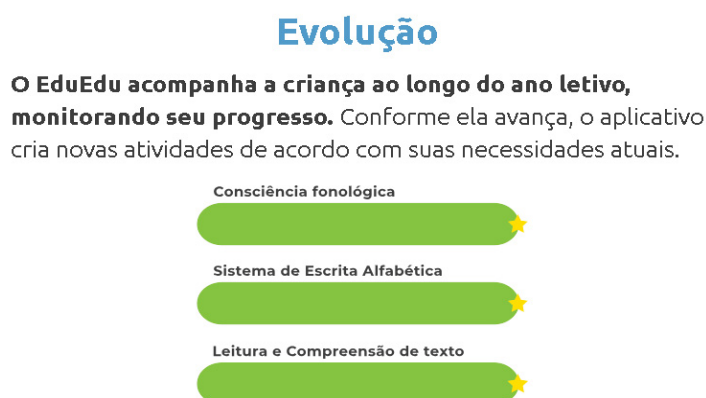 Evolução
O EduEdu acompanha a criança ao longo do ano letivo,
monitorando seu progresso. Conforme ela avança, o aplicativo
cria novas atividades de acordo com suas necessidades atuais.
Consciência fonológica
Sistema de Escrita Alfabética
Leitura e Compreensão de texto